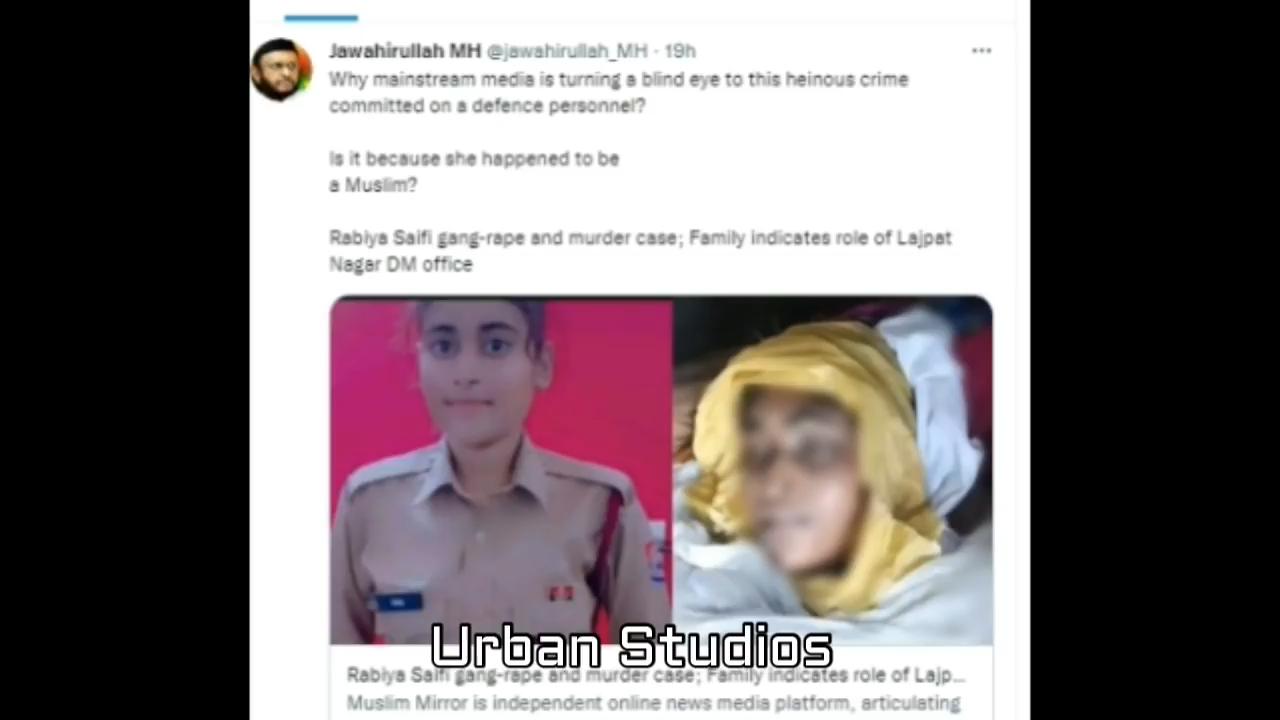 Jawahirullah MH @jawahirullah_MH · 19h
Why mainstream media is turning a blind eye to this heinous crime
committed on a defence personnel?
Is it because she happened to be
a Muslim?
Rabiya Saifi gang-rape and murder case; Family indicates role of Lajpat
Nagar DM office
Urban Studios
Rabiya Saifi gang-rape and murder case; Family indicates role of Lajp...
Muslim Mirror is independent online news media platform, articulating